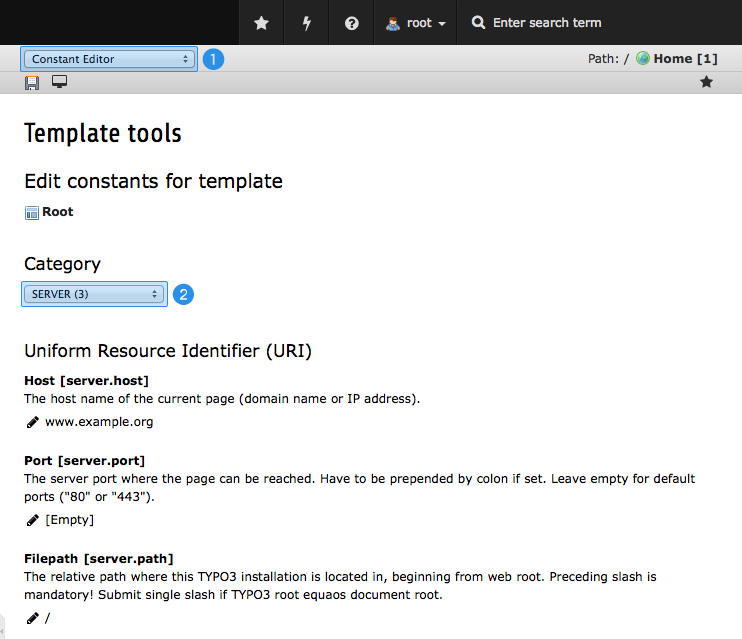 root
Enter search term
Constant Editor
1
Path: / Home [1]
Template tools
Edit constants for template
Root
Category
SERVER (3)
2
Uniform Resource Identifier (URI)
Host [server.host]
The host name of the current page (domain name or IP address).
www.example.org
Port [server.port]
The server port where the page can be reached. Have to be prepended by colon if set. Leave empty for default
ports ("80" or "443").
[Empty]
Filepath [server.path]
The relative path where this TYPO3 installation is located in, beginning from web root. Preceding slash is
mandatory! Submit single slash if TYPO3 root equaos document root.
/